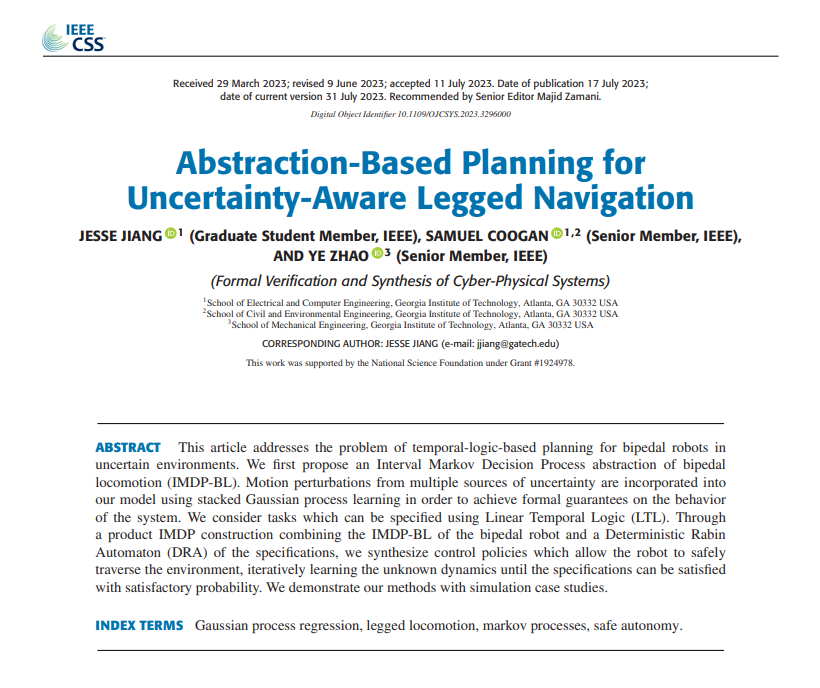 IEEE
CSS
Received 29 March 2023; revised 9 June 2023; accepted 11 July 2023. Date of publication 17 July 2023;
date of current version 31 July 2023. Recommended by Senior Editor Majid Zamani.
Digital Object Identifier 10.1109/OJCSYS.2023.3296000
Abstraction-Based Planning for
Uncertainty-Aware Legged Navigation
JESSE JIANG iD 1 (Graduate Student Member, IEEE), SAMUEL COOGAN iD 1,2 (Senior Member, IEEE),
AND YE ZHAO iD 3 (Senior Member, IEEE)
(Formal Verification and Synthesis of Cyber-Physical Systems)
1School of Electrical and Computer Engineering, Georgia Institute of Technology, Atlanta, GA 30332 USA
2School of Civil and Environmental Engineering, Georgia Institute of Technology, Atlanta, GA 30332 USA
3School of Mechanical Engineering, Georgia Institute of Technology, Atlanta, GA 30332 USA
CORRESPONDING AUTHOR: JESSE JIANG (e-mail: jjiang@gatech.edu)
This work was supported by the National Science Foundation under Grant #1924978.
ABSTRACT This article addresses the problem of temporal-logic-based planning for bipedal robots in
uncertain environments. We first propose an Interval Markov Decision Process abstraction of bipedal
locomotion (IMDP-BL). Motion perturbations from multiple sources of uncertainty are incorporated into
our model using stacked Gaussian process learning in order to achieve formal guarantees on the behavior
of the system. We consider tasks which can be specified using Linear Temporal Logic (LTL). Through
a product IMDP construction combining the IMDP-BL of the bipedal robot and a Deterministic Rabin
Automaton (DRA) of the specifications, we synthesize control policies which allow the robot to safely
traverse the environment, iteratively learning the unknown dynamics until the specifications can be satisfied
with satisfactory probability. We demonstrate our methods with simulation case studies.
INDEX TERMS Gaussian process regression, legged locomotion, markov processes, safe autonomy.